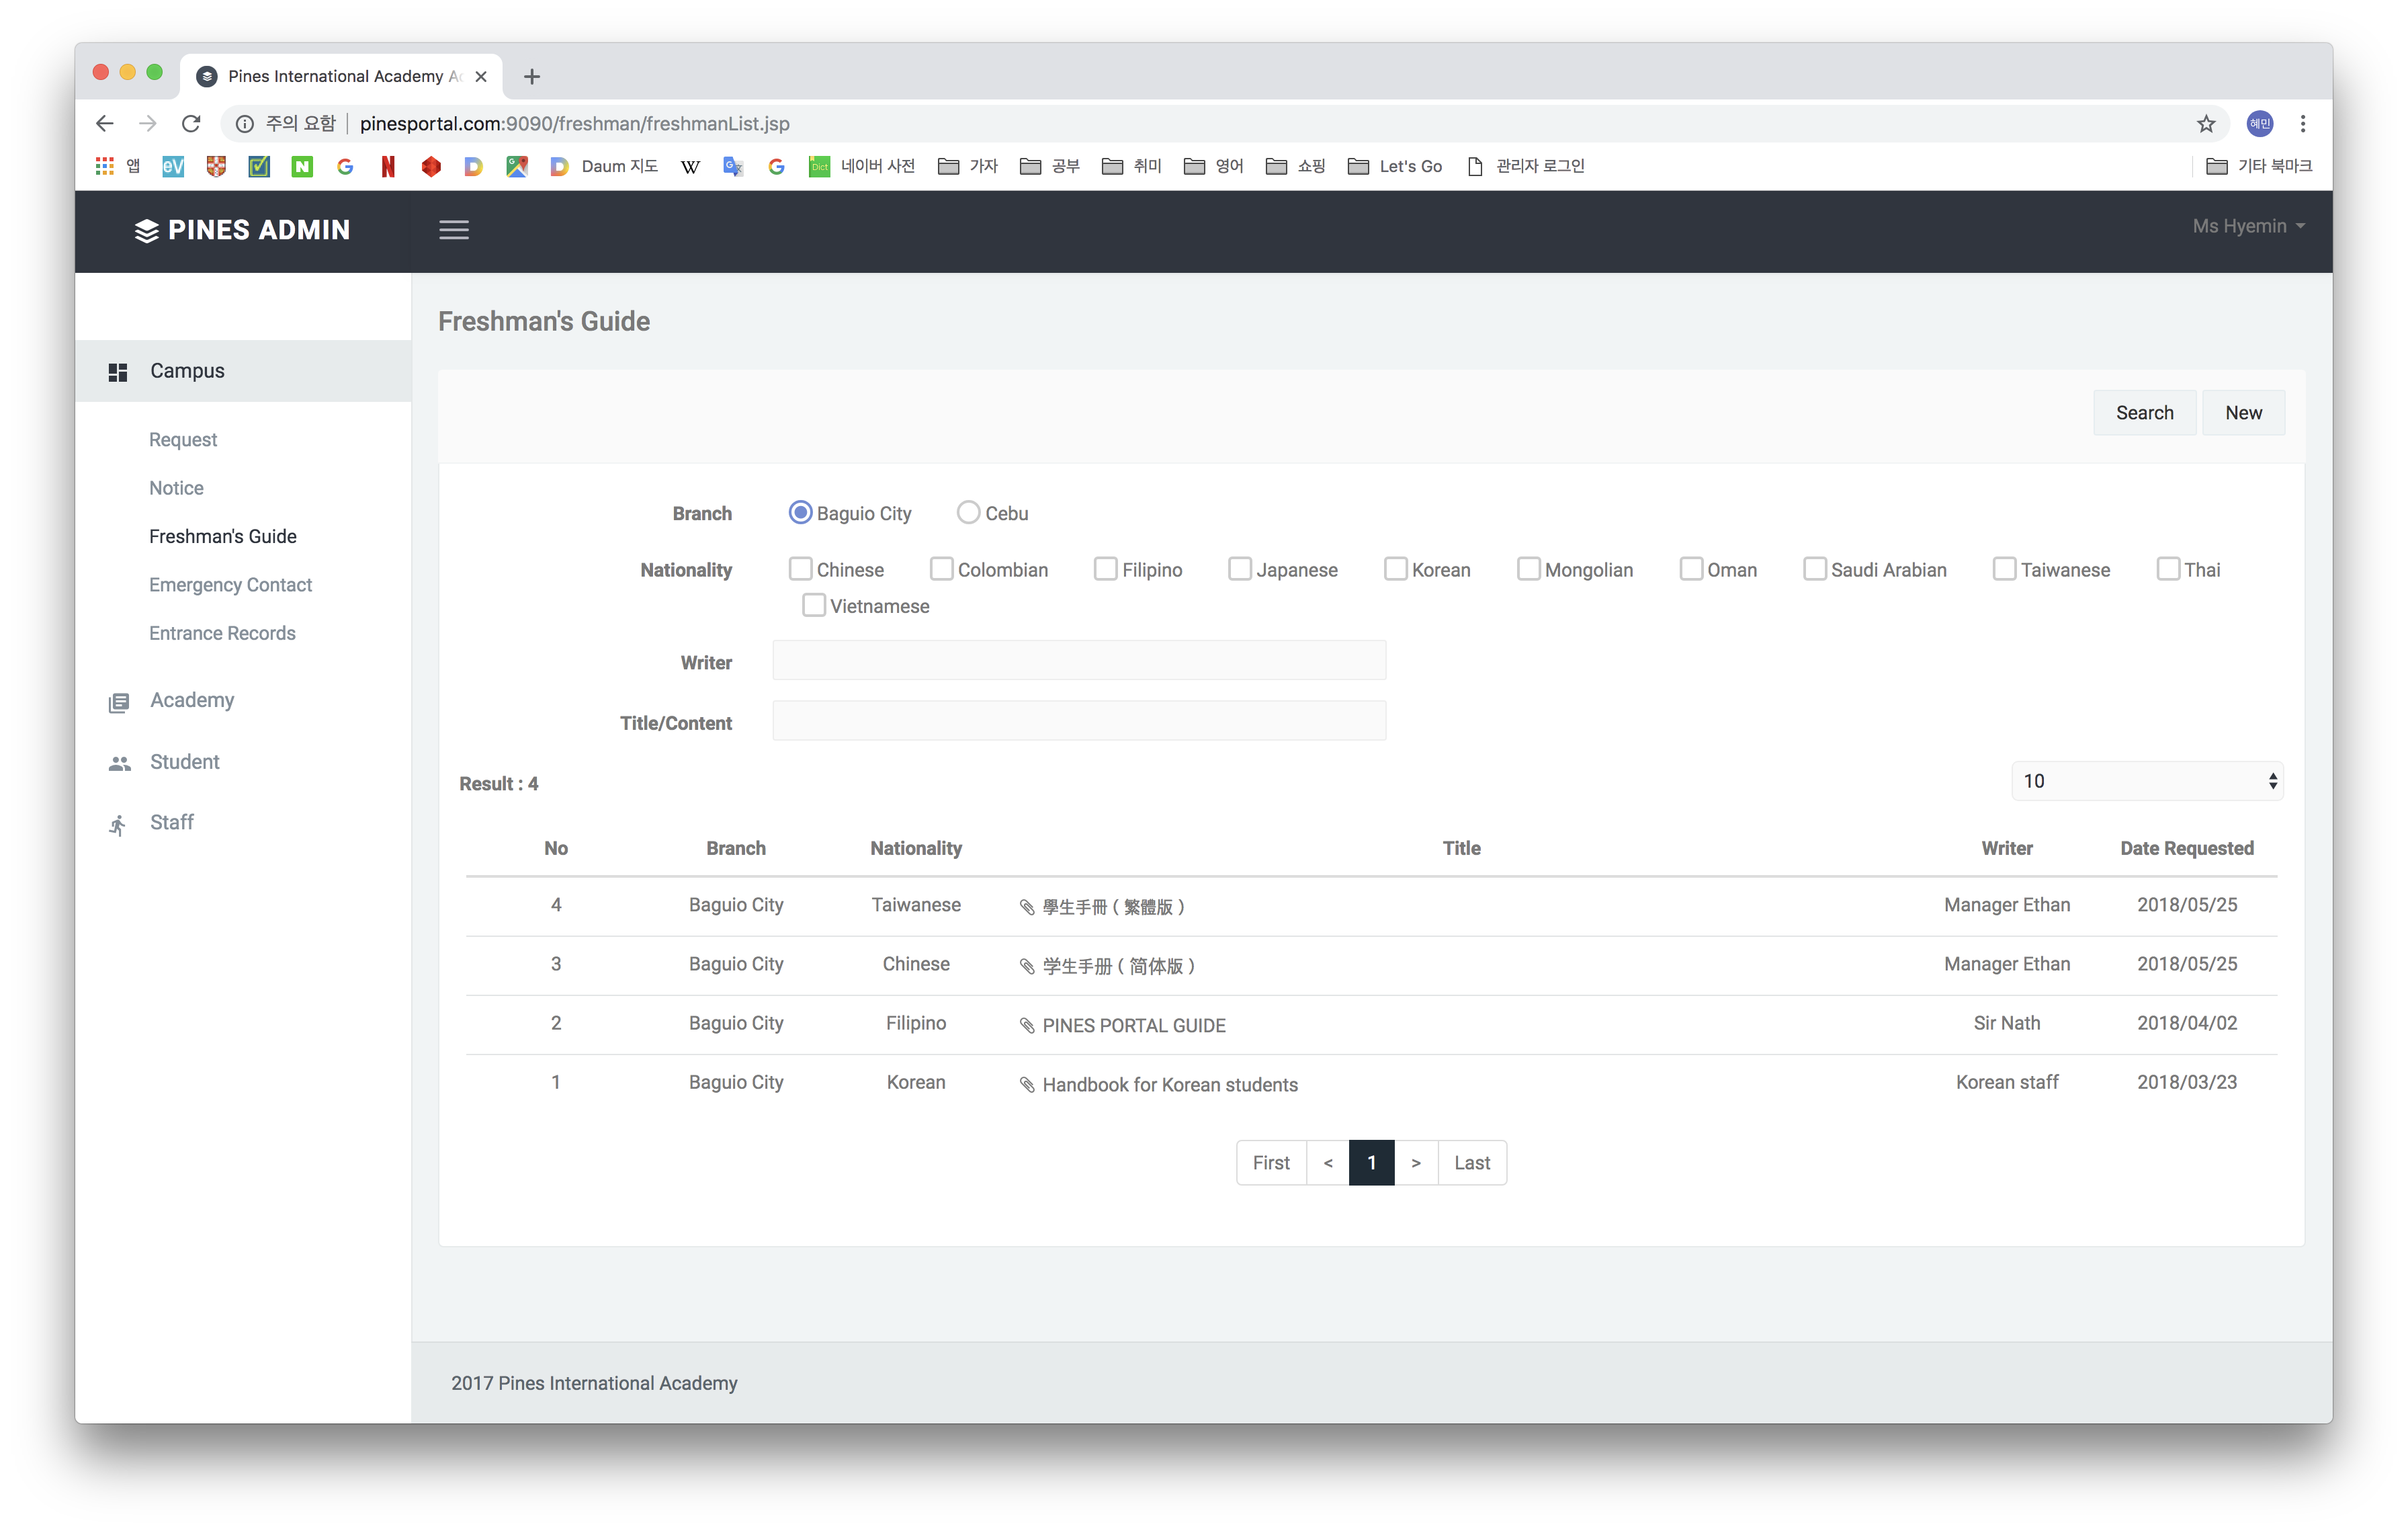 Pines International Academy Ac
주의 요함 pinesportal.com:9090/freshman/freshmanList.jsp 혜민
앱 eV N G N D G D Daum 지도 W G G Dict 네이버 사전 가자 공부 취미 영어 쇼핑 Let's Go 관리자 로그인 기타 북마크
PINES ADMIN Ms Hyemin
Freshman's Guide
Campus
Search New
Request
Notice
Freshman's Guide
Emergency Contact
Entrance Records
Academy
Student
Staff
Branch Baguio City Cebu
Nationality Chinese Colombian Filipino Japanese Korean Mongolian Oman Saudi Arabian Taiwanese Thai
Vietnamese
Writer
Title/Content
Result : 4 10
No Branch Nationality Title Writer Date Requested
4 Baguio City Taiwanese 學生手冊 ( 繁體版 ) Manager Ethan 2018/05/25
3 Baguio City Chinese 学生手册 ( 简体版 ) Manager Ethan 2018/05/25
2 Baguio City Filipino PINES PORTAL GUIDE Sir Nath 2018/04/02
1 Baguio City Korean Handbook for Korean students Korean staff 2018/03/23
First < 1 > Last
2017 Pines International Academy